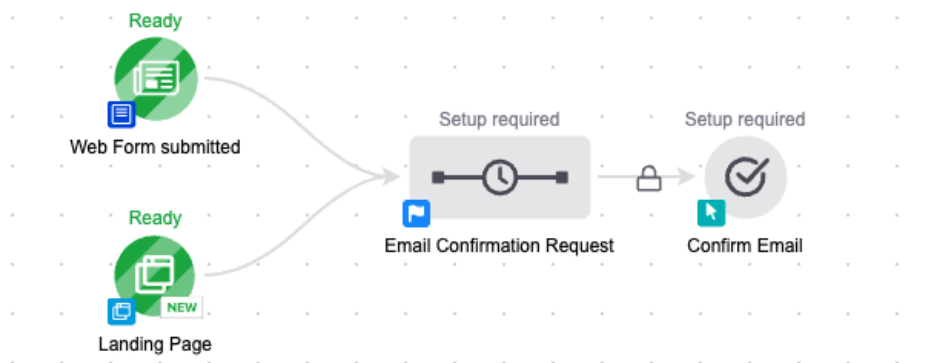 Ready
Web Form submitted
Setup required
Email Confirmation Request
Setup required
Confirm Email
Ready
NEW
Landing Page